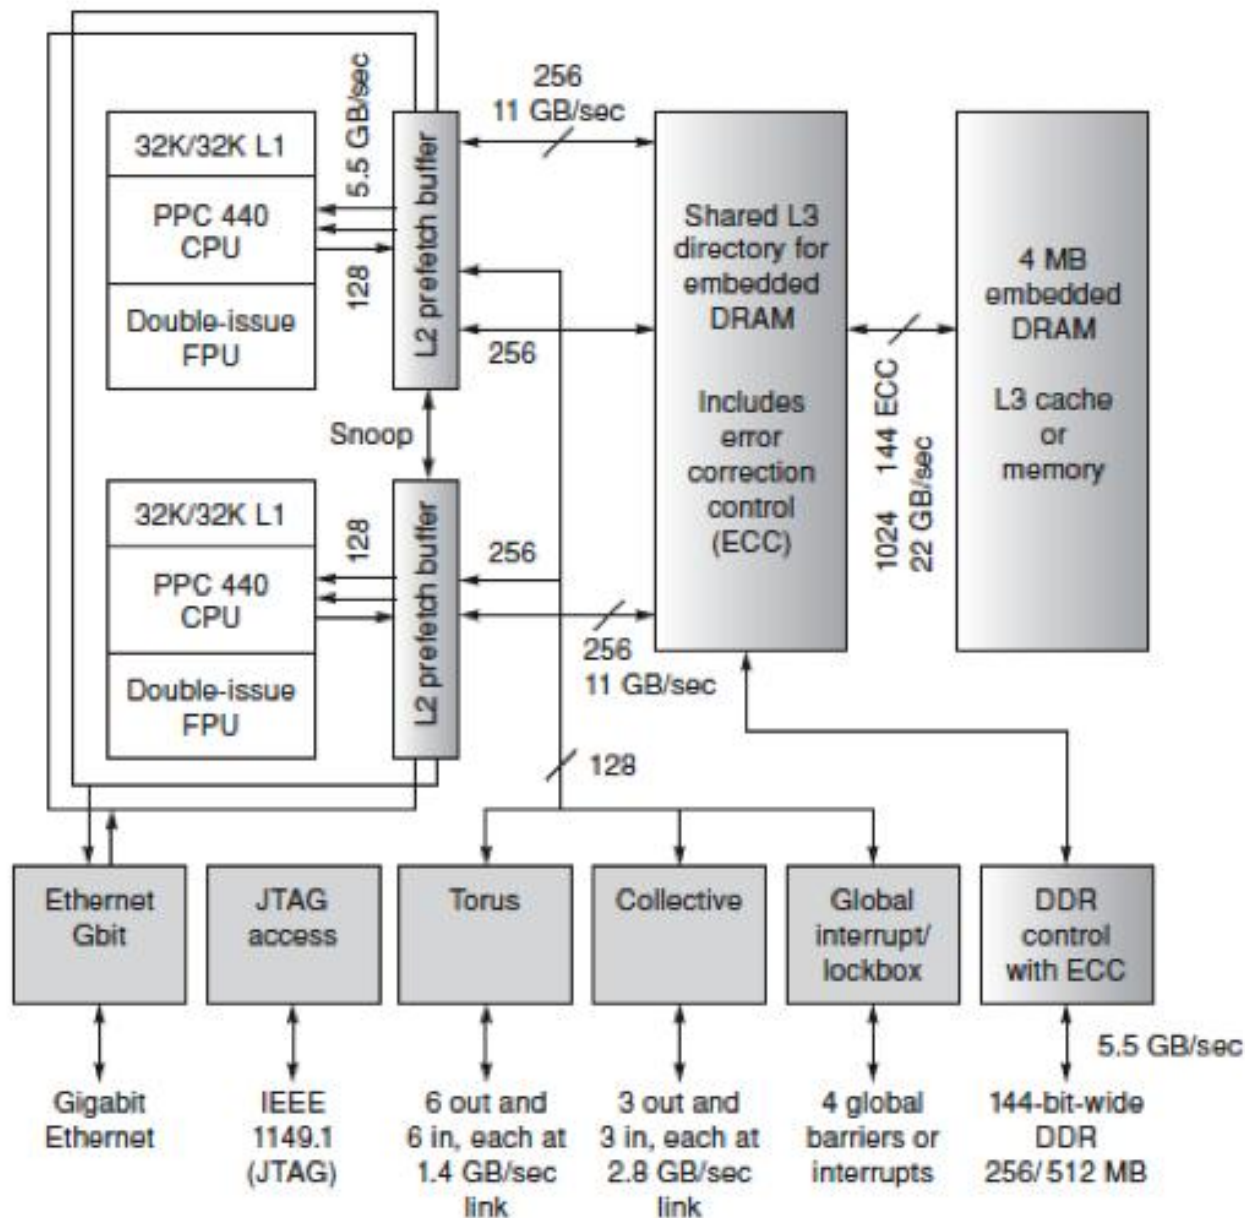 256
11 GB/sec
5.5 GB/sec
32K/32K L1
PPC 440
CPU
Double-issue
FPU
128
L2 prefetch buffer
256
Shared L3
directory for
embedded
DRAM
Includes
error
correction
control
(ECC)
1024 144 ECC
22 GB/sec
4 MB
embedded
DRAM
L3 cache
or
memory
Snoop
32K/32K L1
PPC 440
CPU
Double-issue
FPU
128
L2 prefetch buffer
256
256
11 GB/sec
128
Ethernet
Gbit
JTAG
access
Torus
Collective
Global
interrupt/
lockbox
DDR
control
with ECC
5.5 GB/sec
Gigabit
Ethernet
IEEE
1149.1
(JTAG)
6 out and
6 in, each at
1.4 GB/sec
link
3 out and
3 in, each at
2.8 GB/sec
link
4 global
barriers or
interrupts
144-bit-wide
DDR
256/512 MB